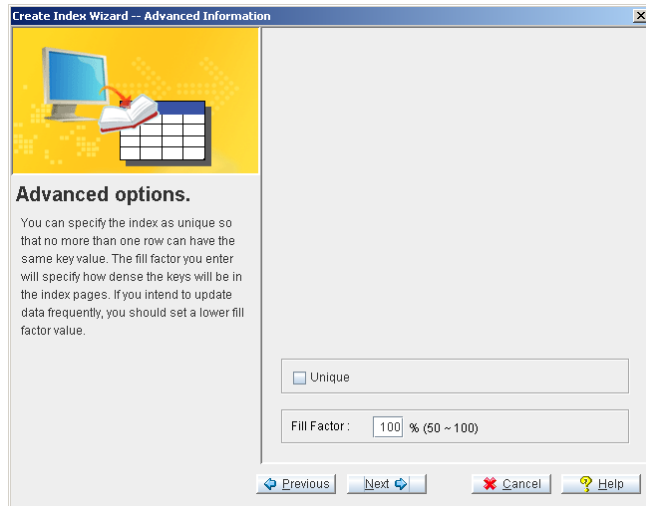 Create Index Wizard -- Advanced Information
Advanced options.
You can specify the index as unique so
that no more than one row can have the
same key value. The fill factor you enter
will specify how dense the keys will be in
the index pages. If you intend to update
data frequently, you should set a lower fill
factor value.
Unique
Fill Factor : 100 % (50 ~ 100)
Previous Next Cancel Help